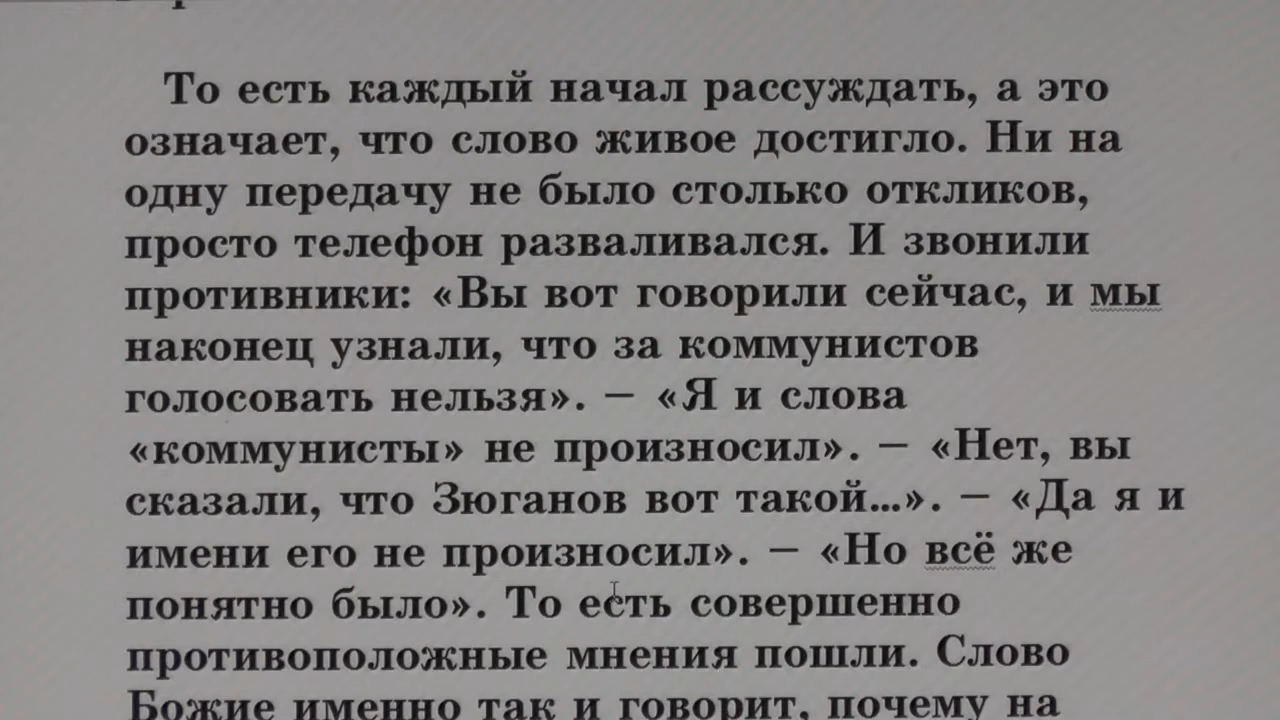 То есть каждый начал рассуждать, а это
означает, что слово живое достигло. Ни на
одну передачу не было столько откликов,
просто телефон разваливался. И звонили
противники: «Вы вот говорили сейчас, и мы
наконец узнали, что за коммунистов
голосовать нельзя». – «Я и слова
«коммунисты» не произносил». – «Нет, вы
сказали, что Зюганов вот такой...». – «Да я и
имени его не произносил». – «Но всё же
понятно было». То есть совершенно
противоположные мнения пошли. Слово
Божие именно так и говорит, почему на